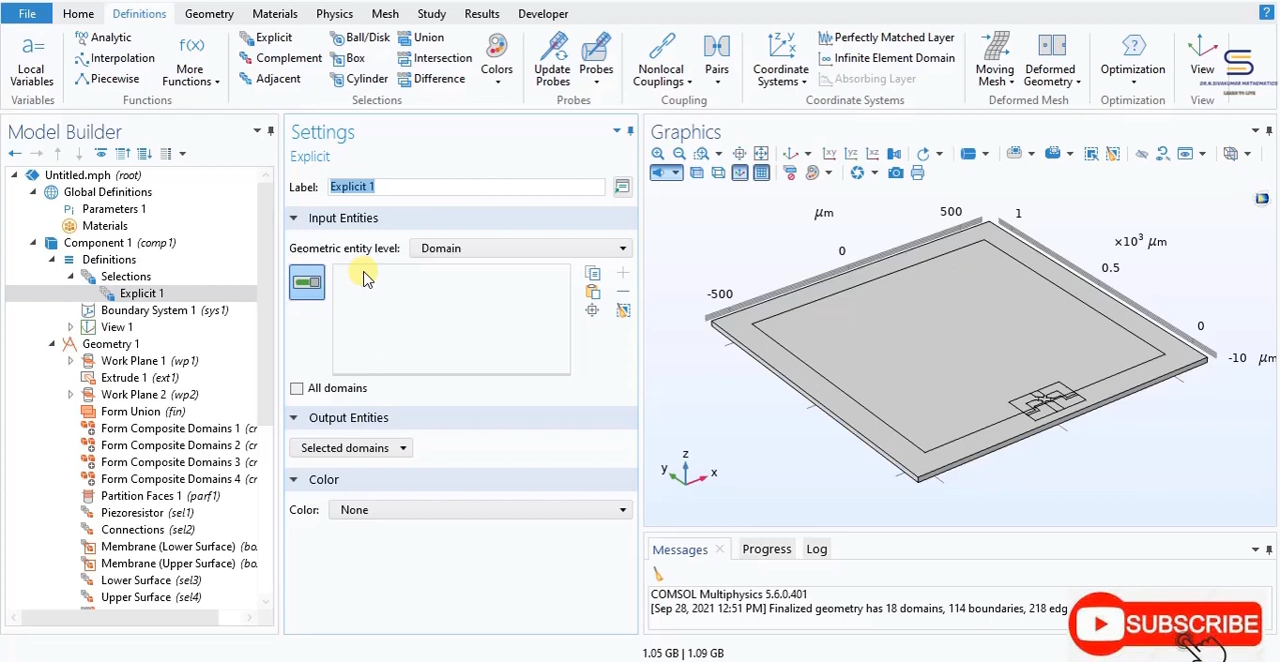 File Home Definitions Geometry Materials Physics Mesh Study Results Developer
a= Local Variables
Variables
f(x) Analytic
Interpolation
Piecewise
f(x) More Functions
Functions
Explicit
Complement
Adjacent
Ball/Disk
Box
Cylinder
Union
Intersection
Difference
Colors
Selections
Update Probes
Probes
Probes
Nonlocal Couplings
Pairs
Coupling
Coordinate Systems
Perfectly Matched Layer
Infinite Element Domain
Absorbing Layer
Coordinate Systems
Moving Mesh
Deformed Geometry
Deformed Mesh
Optimization
Optimization
View
View
Model Builder
Untitled.mph (root)
Global Definitions
Pi Parameters 1
Materials
Component 1 (comp1)
Definitions
Selections
Explicit 1
Boundary System 1 (sys1)
View 1
Geometry 1
Work Plane 1 (wp1)
Extrude 1 (ext1)
Work Plane 2 (wp2)
Form Union (fin)
Form Composite Domains 1 (cr
Form Composite Domains 2 (cr
Form Composite Domains 3 (cr
Form Composite Domains 4 (cr
Partition Faces 1 (parf1)
Piezoresistor (sel1)
Connections (sel2)
Membrane (Lower Surface) (bo
Membrane (Upper Surface) (bo
Lower Surface (sel3)
Upper Surface (sel4)
Settings
Explicit
Label: Explicit 1
Input Entities
Geometric entity level: Domain
All domains
Output Entities
Selected domains
Color
Color: None
Graphics
xy yz xz
µm
500
1
0
×10³ µm
-500
0.5
0
-10 µm
z
y
x
Messages Progress Log
COMSOL Multiphysics 5.6.0.401
[Sep 28, 2021 12:51 PM] Finalized geometry has 18 domains, 114 boundaries, 218 edg
SUBSCRIBE
1.05 GB | 1.09 GB